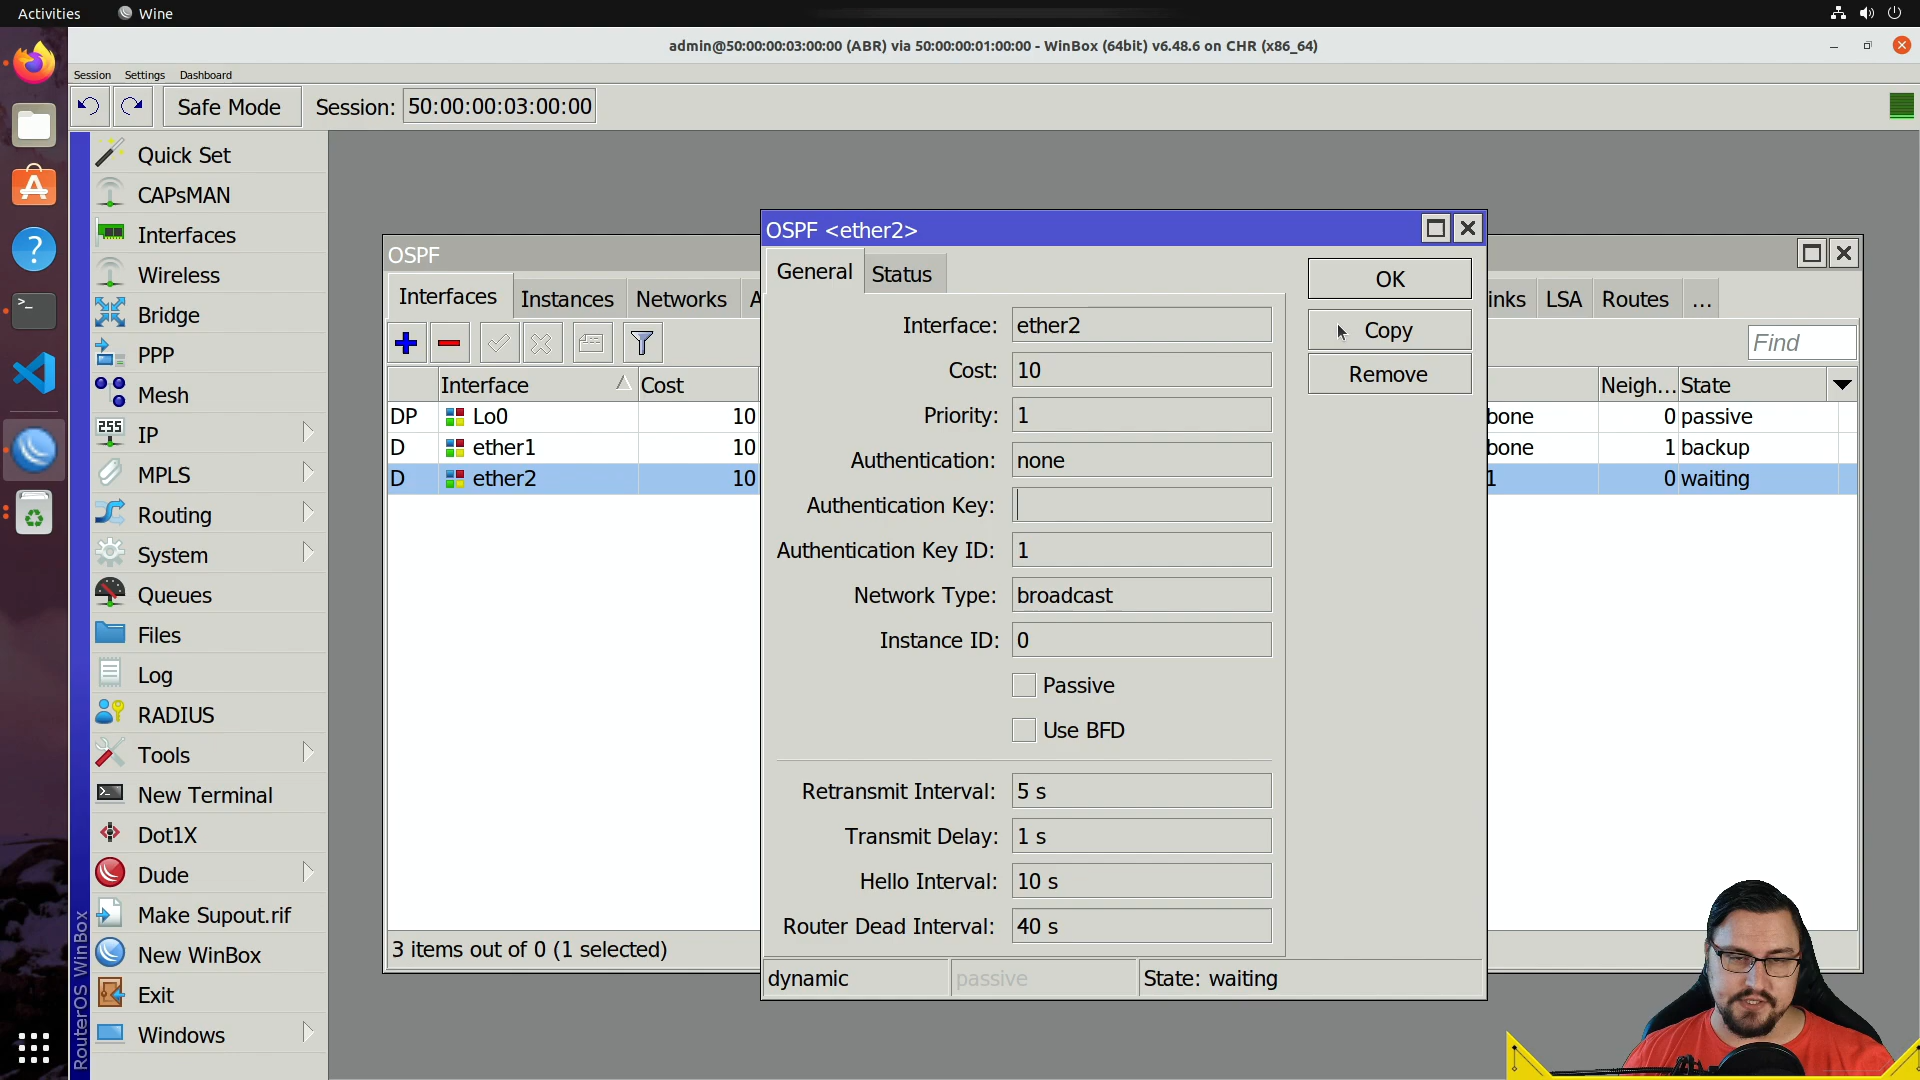 Activities
Wine
admin@50:00:00:03:00:00 (ABR) via 50:00:00:01:00:00 - WinBox (64bit) v6.48.6 on CHR (x86_64)
Session Settings Dashboard
Safe Mode Session: 50:00:00:03:00:00
Quick Set
CAPsMAN
Interfaces
Wireless
Bridge
PPP
Mesh
255
IP
MPLS
Routing
System
Queues
Files
Log
RADIUS
Tools
New Terminal
Dot1X
Dude
Make Supout.rif
New WinBox
Exit
Windows
RouterOS WinBox
OSPF
Interfaces Instances Networks A
inks LSA Routes ...
Find
Interface Cost
Neigh... State
DP Lo0 10
bone 0 passive
D ether1 10
bone 1 backup
D ether2 10
1 0 waiting
3 items out of 0 (1 selected)
OSPF <ether2>
General Status
OK
Copy
Remove
Interface: ether2
Cost: 10
Priority: 1
Authentication: none
Authentication Key:
Authentication Key ID: 1
Network Type: broadcast
Instance ID: 0
Passive
Use BFD
Retransmit Interval: 5 s
Transmit Delay: 1 s
Hello Interval: 10 s
Router Dead Interval: 40 s
dynamic passive State: waiting